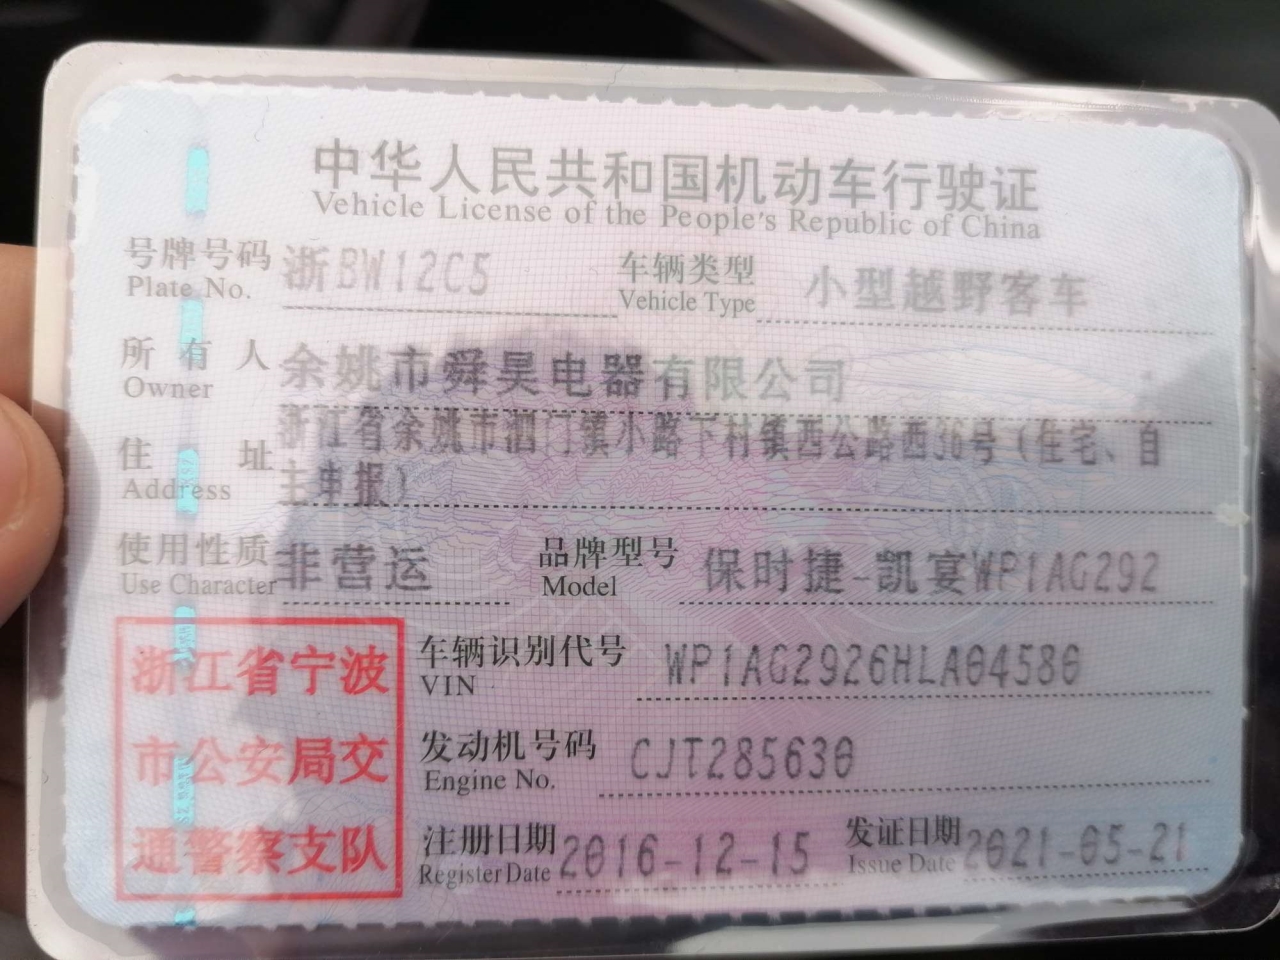 中华人民共和国机动车行驶证
Vehicle License of the People's Republic of China
号牌号码 浙BW12C5 车辆类型 小型越野客车
Plate No. Vehicle Type
所有人 余姚市舜昊电器有限公司
Owner
住址 浙江省余姚市泗门镇小路下村镇西公路西36号（住宅、自
Address 主申报）
使用性质 非营运 品牌型号 保时捷-凯宴WP1AG292
Use Character Model
浙江省宁波
市公安局交
通警察支队
车辆识别代号 WP1AG2926HLA04580
VIN
发动机号码 CJT285630
Engine No.
注册日期 2016-12-15 发证日期 2021-05-21
Register Date Issue Date